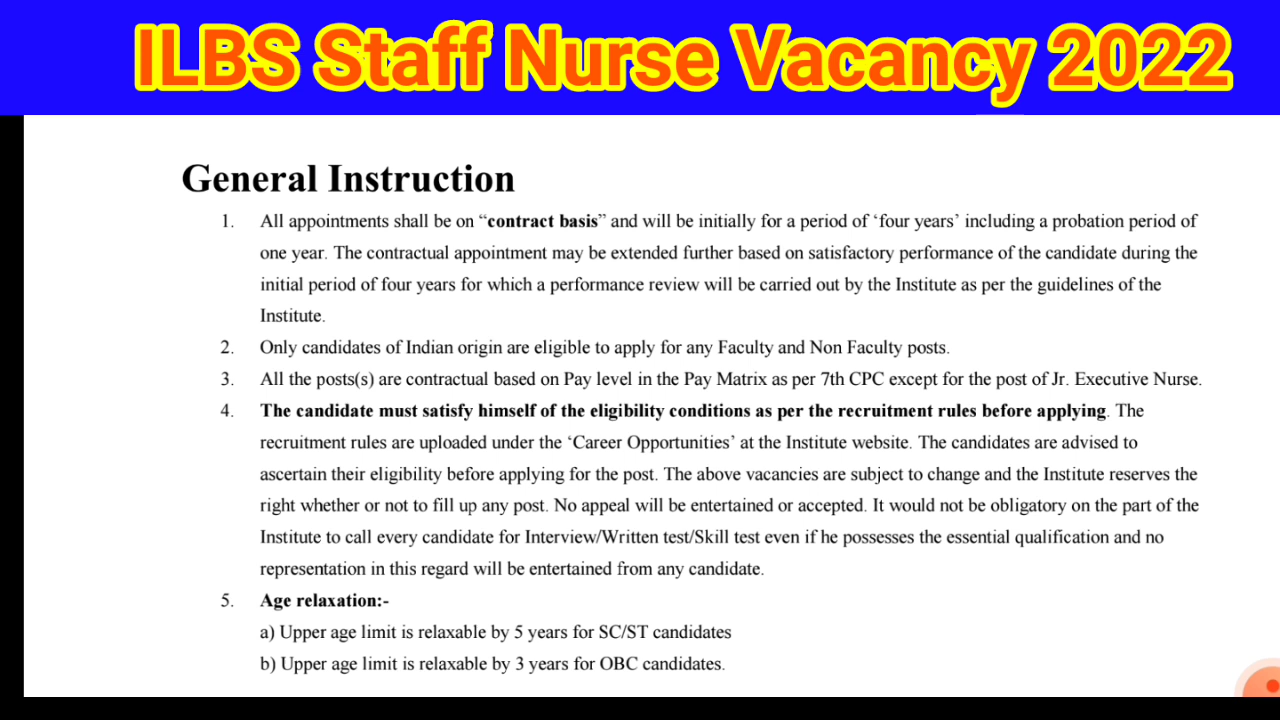 ILBS Staff Nurse Vacancy 2022
General Instruction
1. All appointments shall be on “contract basis” and will be initially for a period of ‘four years’ including a probation period of
one year. The contractual appointment may be extended further based on satisfactory performance of the candidate during the
initial period of four years for which a performance review will be carried out by the Institute as per the guidelines of the
Institute.
2. Only candidates of Indian origin are eligible to apply for any Faculty and Non Faculty posts.
3. All the posts(s) are contractual based on Pay level in the Pay Matrix as per 7th CPC except for the post of Jr. Executive Nurse.
4. The candidate must satisfy himself of the eligibility conditions as per the recruitment rules before applying. The
recruitment rules are uploaded under the ‘Career Opportunities’ at the Institute website. The candidates are advised to
ascertain their eligibility before applying for the post. The above vacancies are subject to change and the Institute reserves the
right whether or not to fill up any post. No appeal will be entertained or accepted. It would not be obligatory on the part of the
Institute to call every candidate for Interview/Written test/Skill test even if he possesses the essential qualification and no
representation in this regard will be entertained from any candidate.
5. Age relaxation:-
a) Upper age limit is relaxable by 5 years for SC/ST candidates
b) Upper age limit is relaxable by 3 years for OBC candidates.